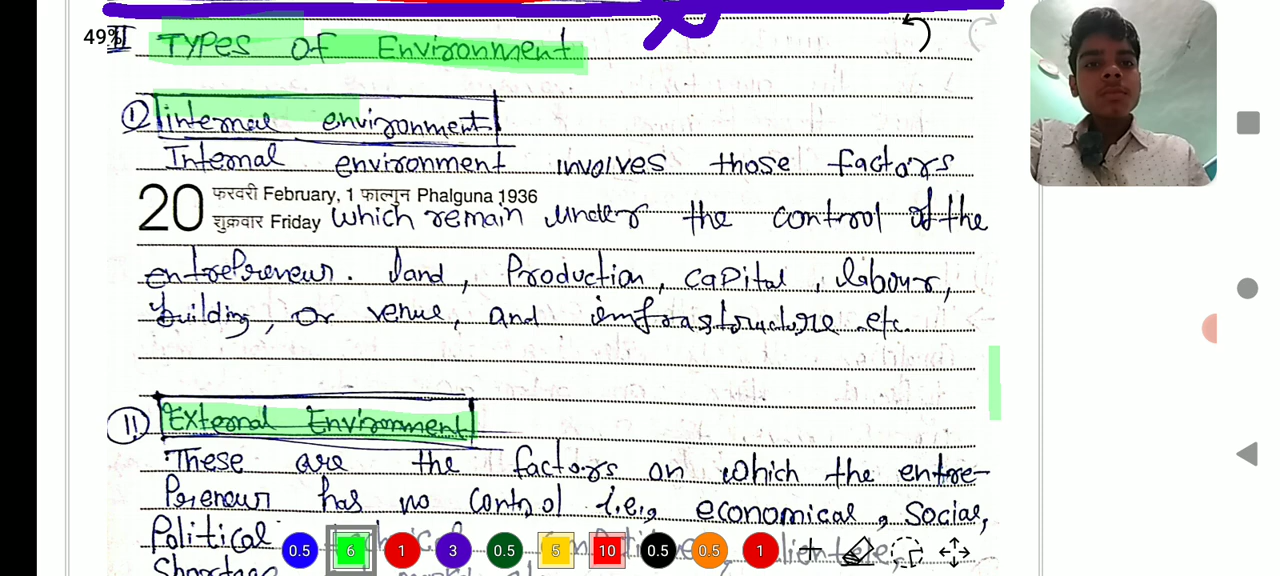 49%
II Types of Environment
① internal environment
Internal environment involves those factors
20 फरवरी February, 1 फाल्गुन Phalguna 1936
शुक्रवार Friday which remain under the control of the
entrepreneur. land, Production, capital, labour,
building, or venue, and infrastructure etc.
II External Environment
These are the factors on which the entre-
Preneur has no control i.e., economical, Social,
Political
Shortage
0.5 6 1 3 0.5 5 10 0.5 0.5 1